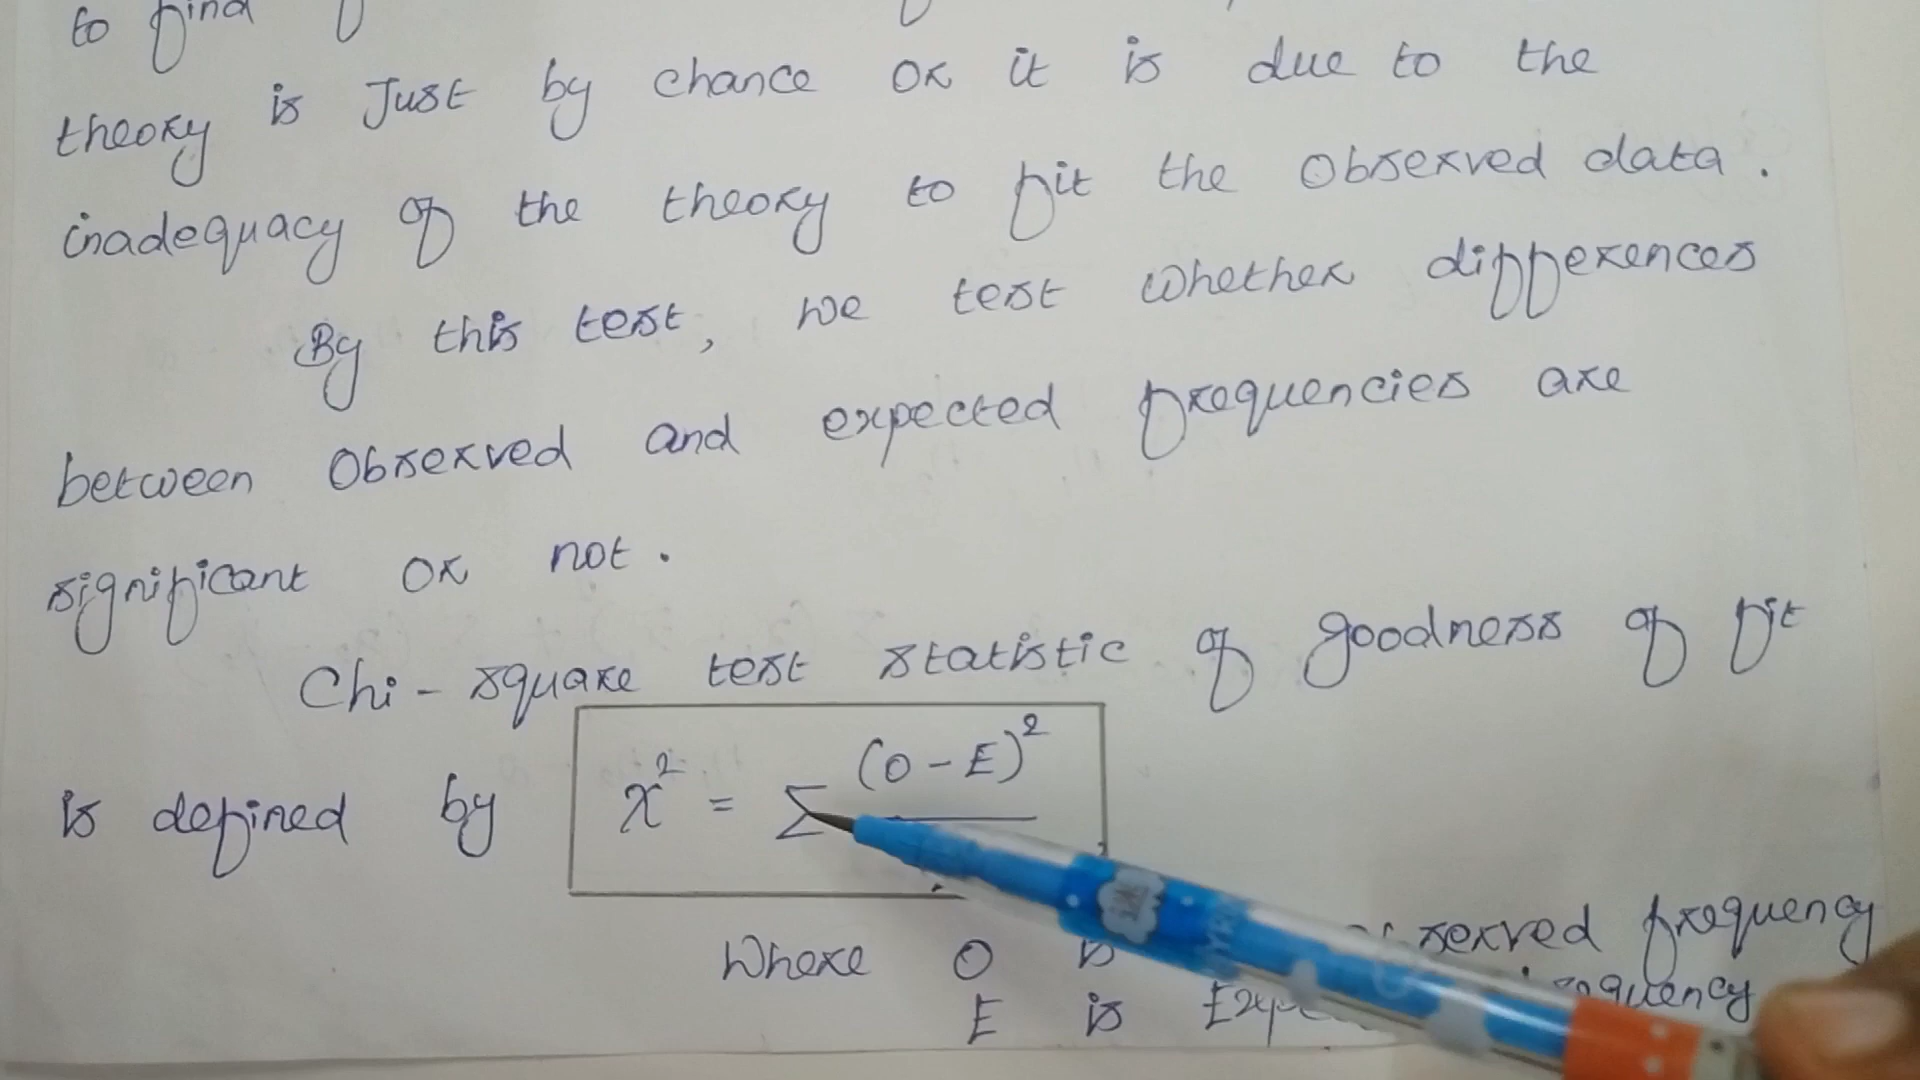 to find
theory is Just by chance or it is due to the
inadequacy of the theory to fit the observed data.
By this test, we test whether differences
between observed and expected frequencies are
significant or not.
Chi-square test statistic of goodness of fit
is defined by χ² = Σ (O - E)²
Where O is observed frequency
E is